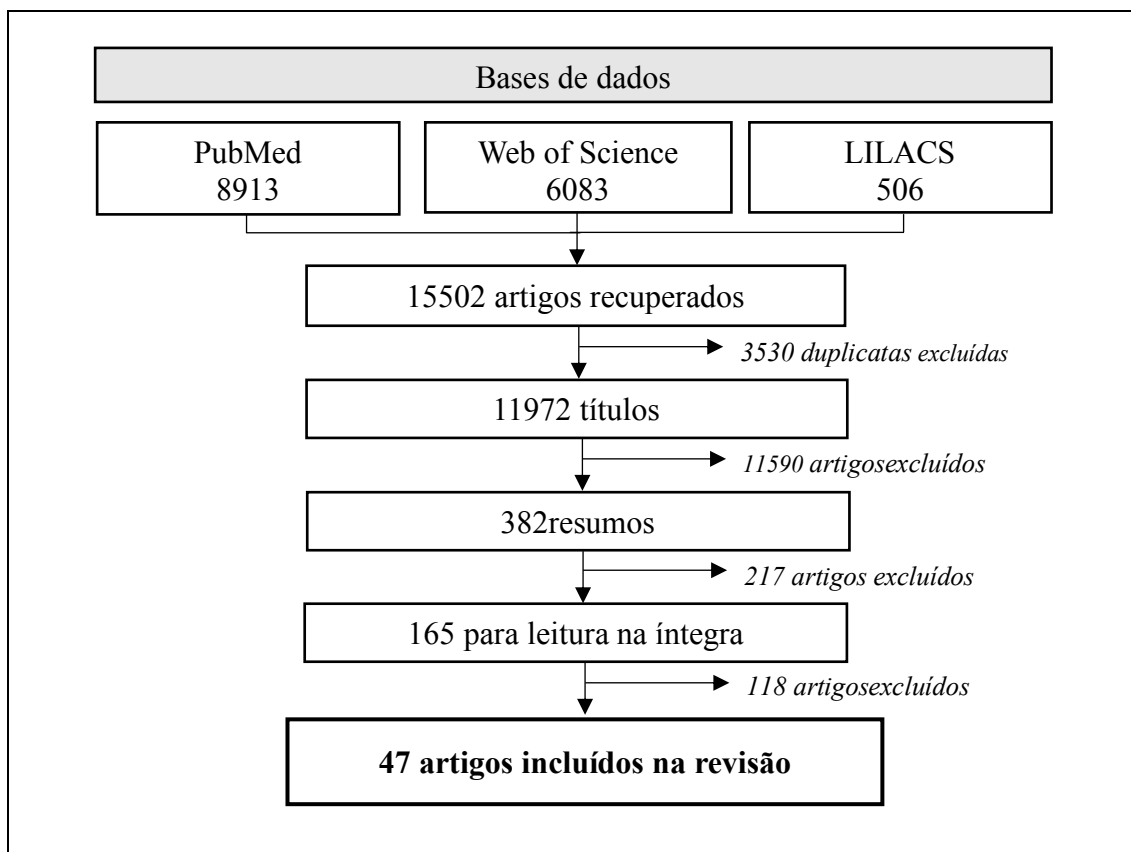 Bases de dados
PubMed
8913
Web of Science
6083
LILACS
506
15502 artigos recuperados
3530 duplicatas excluídas
11972 títulos
11590 artigosexcluídos
382resumos
217 artigos excluídos
165 para leitura na íntegra
118 artigosexcluídos
47 artigos incluídos na revisão